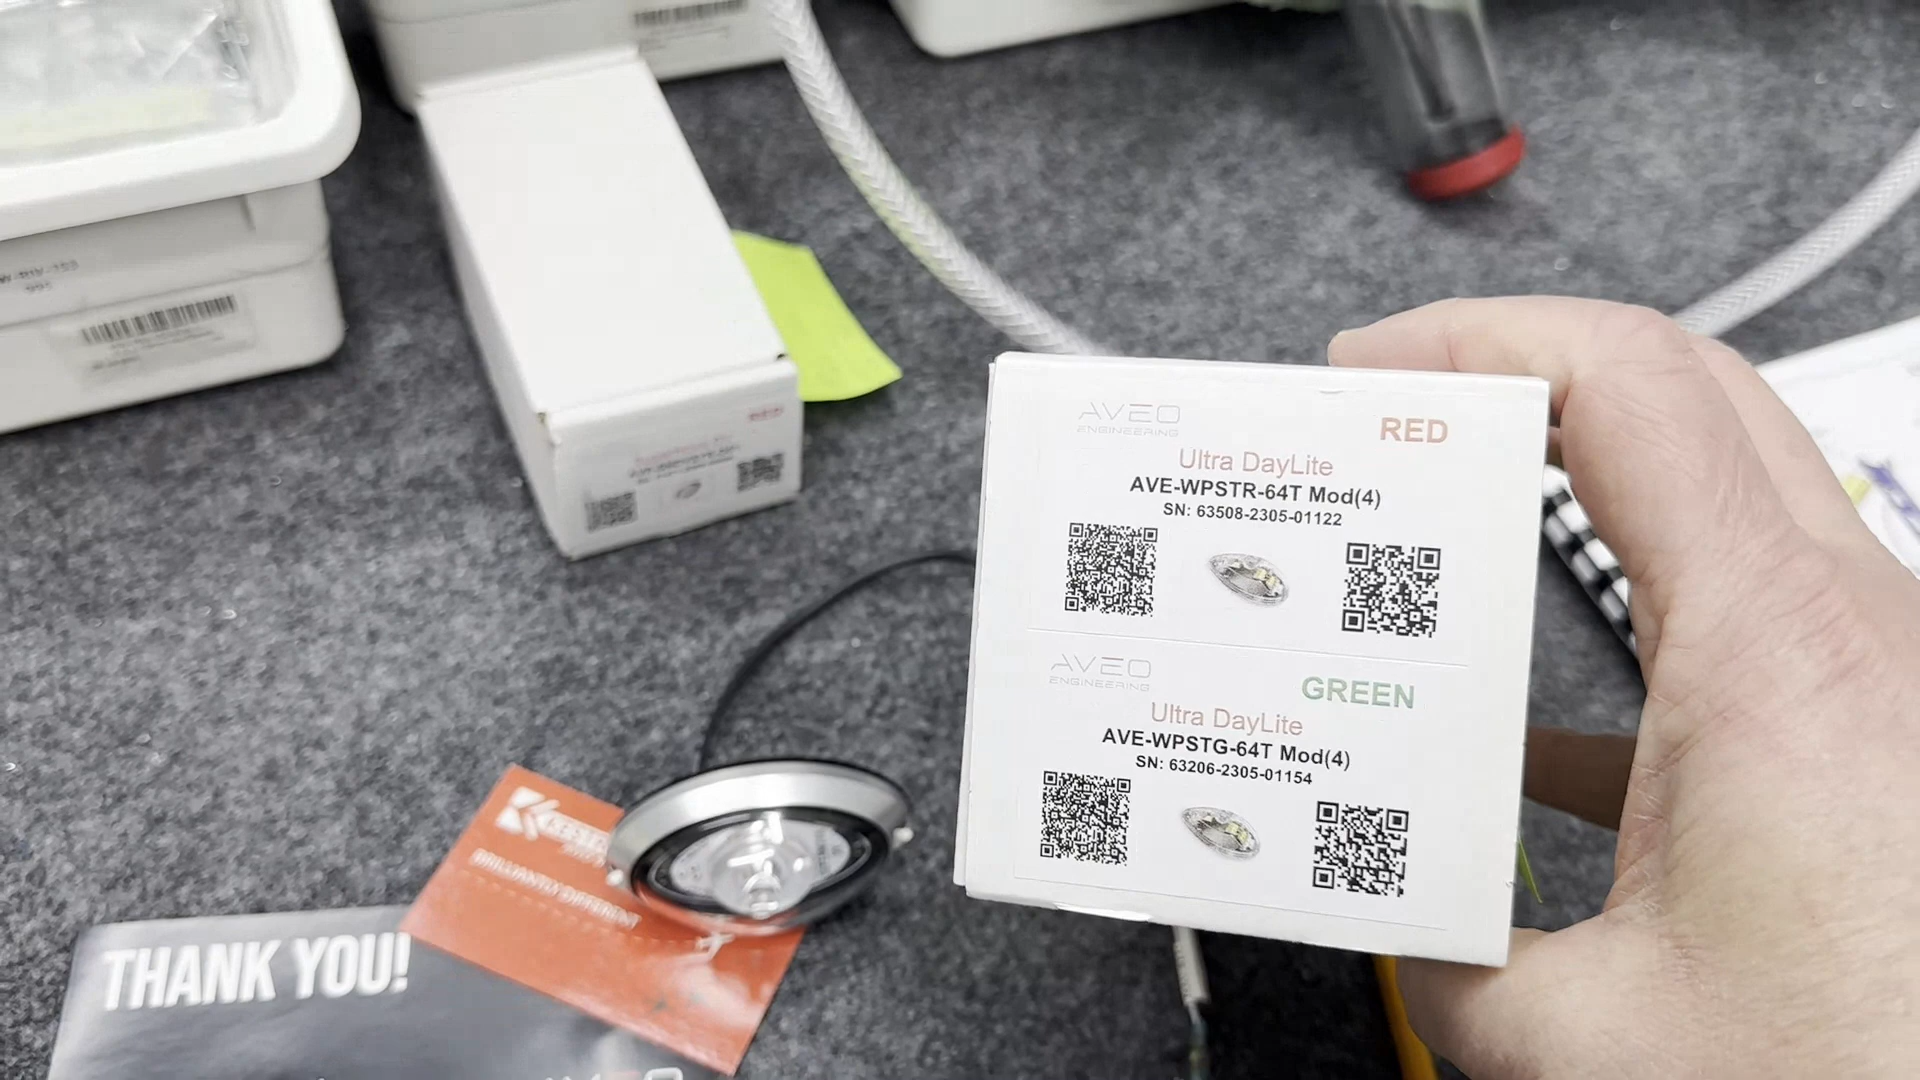 AVEO
ENGINEERING
RED
Ultra DayLite
AVE-WPSTR-64T Mod(4)
SN: 63508-2305-01122
AVEO
ENGINEERING
GREEN
Ultra DayLite
AVE-WPSTG-64T Mod(4)
SN: 63206-2305-01154
BRILLIANTLY DIFFERENT
THANK YOU!